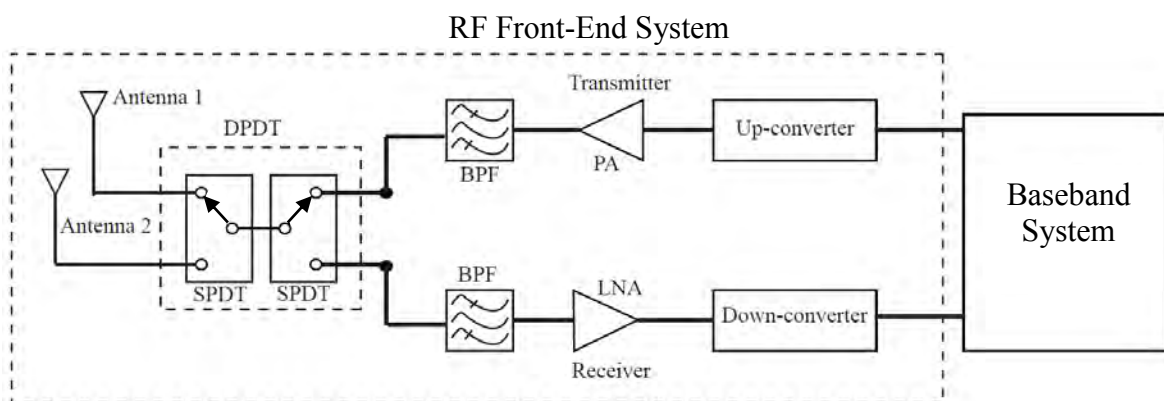 RF Front-End System
Antenna 1
DPDT
Antenna 2
SPDT
SPDT
BPF
Transmitter
PA
Up-converter
BPF
LNA
Receiver
Down-converter
Baseband
System